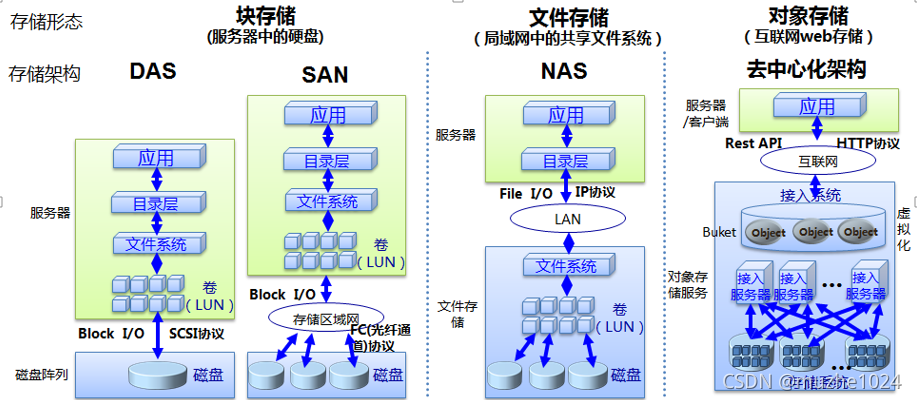 存储形态
块存储
(服务器中的硬盘)
文件存储
（局域网中的共享文件系统）
对象存储
（互联网web存储）
存储架构
DAS
SAN
NAS
去中心化架构
服务器
应用
目录层
文件系统
卷
（LUN）
Block I/O
SCSI协议
磁盘阵列
磁盘
应用
目录层
文件系统
卷
（LUN）
Block I/O
存储区域网
FC(光纤通
道)协议
磁盘
服务器
应用
目录层
File I/O
IP协议
LAN
文件存
储
文件系统
卷
（LUN）
磁盘
服务器
/客户端
应用
Rest API
HTTP协议
互联网
接入系统
虚
拟
化
Buket
Object
Object
Object
对象存
储服务
接入
服务器
接入
服务器
...
接入
服务器
...
存储系统